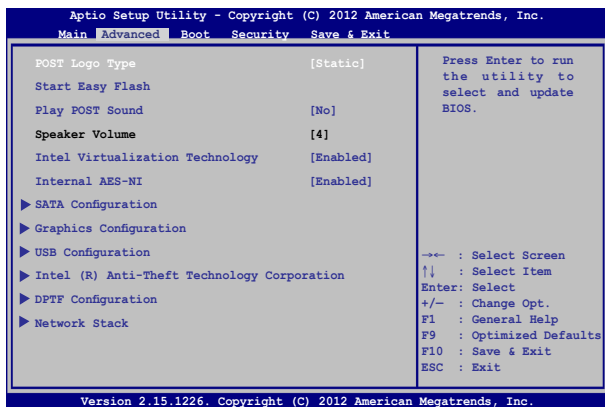 Aptio Setup Utility - Copyright (C) 2012 American Megatrends, Inc.
Main Advanced Boot Security Save & Exit
POST Logo Type [Static]
Start Easy Flash
Play POST Sound [No]
Speaker Volume [4]
Intel Virtualization Technology [Enabled]
Internal AES-NI [Enabled]
SATA Configuration
Graphics Configuration
USB Configuration
Intel (R) Anti-Theft Technology Corporation
DPTF Configuration
Network Stack
Press Enter to run
the utility to
select and update
BIOS.
→← : Select Screen
↑↓ : Select Item
Enter: Select
+/— : Change Opt.
F1 : General Help
F9 : Optimized Defaults
F10 : Save & Exit
ESC : Exit
Version 2.15.1226. Copyright (C) 2012 American Megatrends, Inc.